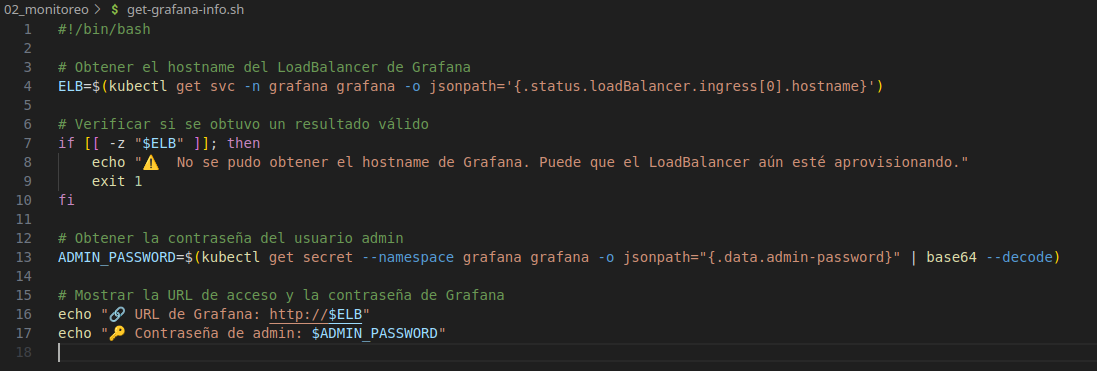 02_monitoreo > $ get-grafana-info.sh
1 #!/bin/bash
2
3 # Obtener el hostname del LoadBalancer de Grafana
4 ELB=$(kubectl get svc -n grafana grafana -o jsonpath='{.status.loadBalancer.ingress[0].hostname}')
5
6 # Verificar si se obtuvo un resultado válido
7 if [[ -z "$ELB" ]]; then
8     echo "⚠️  No se pudo obtener el hostname de Grafana. Puede que el LoadBalancer aún esté aprovisionando."
9     exit 1
10 fi
11
12 # Obtener la contraseña del usuario admin
13 ADMIN_PASSWORD=$(kubectl get secret --namespace grafana grafana -o jsonpath="{.data.admin-password}" | base64 --decode)
14
15 # Mostrar la URL de acceso y la contraseña de Grafana
16 echo "🔗 URL de Grafana: http://$ELB"
17 echo "🔑 Contraseña de admin: $ADMIN_PASSWORD"
18